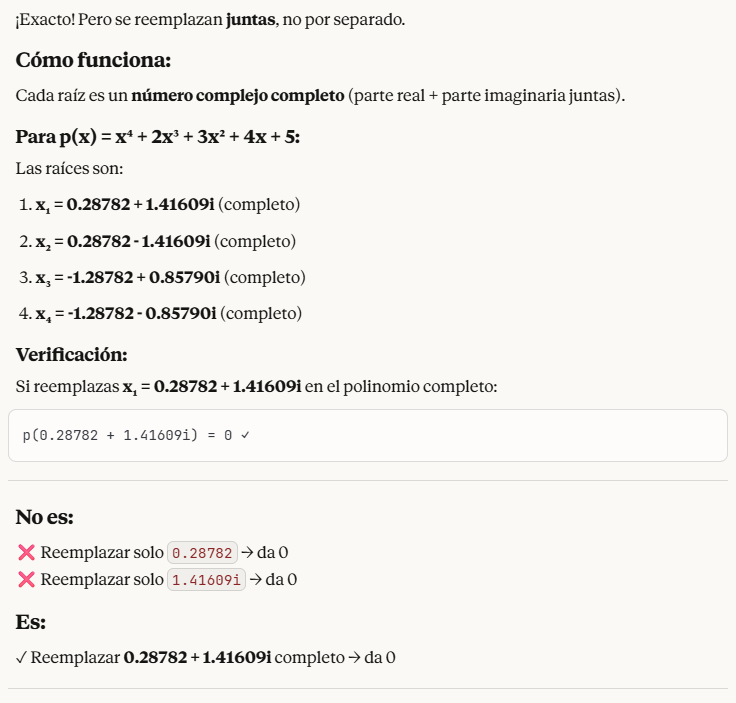 ¡Exacto! Pero se reemplazan juntas, no por separado.
Cómo funciona:
Cada raíz es un número complejo completo (parte real + parte imaginaria juntas).
Para p(x) = x⁴ + 2x³ + 3x² + 4x + 5:
Las raíces son:
1. x₁ = 0.28782 + 1.41609i (completo)
2. x₂ = 0.28782 - 1.41609i (completo)
3. x₃ = -1.28782 + 0.85790i (completo)
4. x₄ = -1.28782 - 0.85790i (completo)
Verificación:
Si reemplazas x₁ = 0.28782 + 1.41609i en el polinomio completo:
p(0.28782 + 1.41609i) = 0 ✓
No es:
❌ Reemplazar solo 0.28782 → da 0
❌ Reemplazar solo 1.41609i → da 0
Es:
✓ Reemplazar 0.28782 + 1.41609i completo → da 0